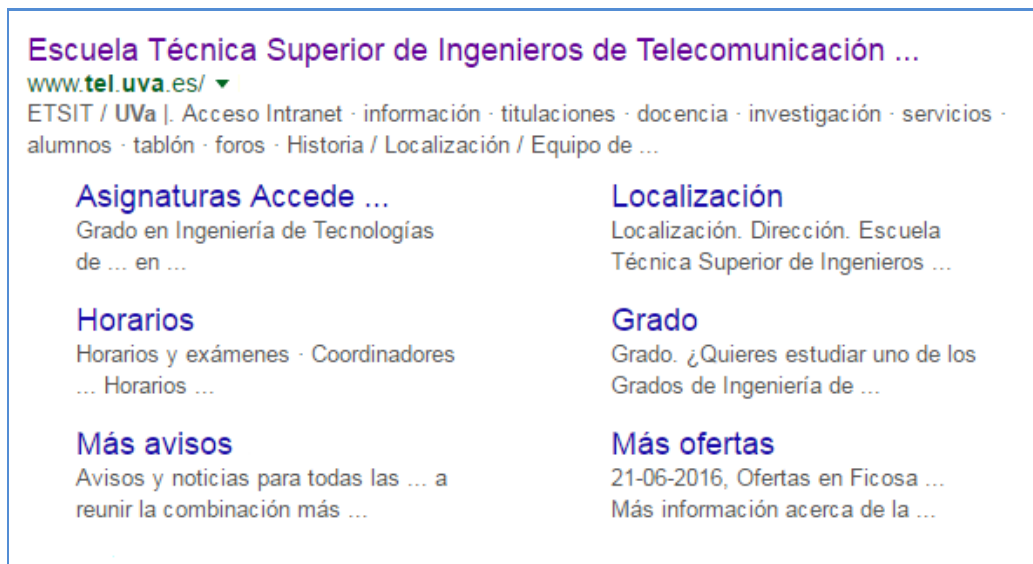 Escuela Técnica Superior de Ingenieros de Telecomunicación ...
www.tel.uva.es/
ETSIT / UVa |. Acceso Intranet · información · titulaciones · docencia · investigación · servicios ·
alumnos · tablón · foros · Historia / Localización / Equipo de ...
Asignaturas Accede ...
Grado en Ingeniería de Tecnologías
de ... en ...
Localización
Localización. Dirección. Escuela
Técnica Superior de Ingenieros ...
Horarios
Horarios y exámenes · Coordinadores
... Horarios ...
Grado
Grado. ¿Quieres estudiar uno de los
Grados de Ingeniería de ...
Más avisos
Avisos y noticias para todas las ... a
reunir la combinación más ...
Más ofertas
21-06-2016, Ofertas en Ficosa ...
Más información acerca de la ...